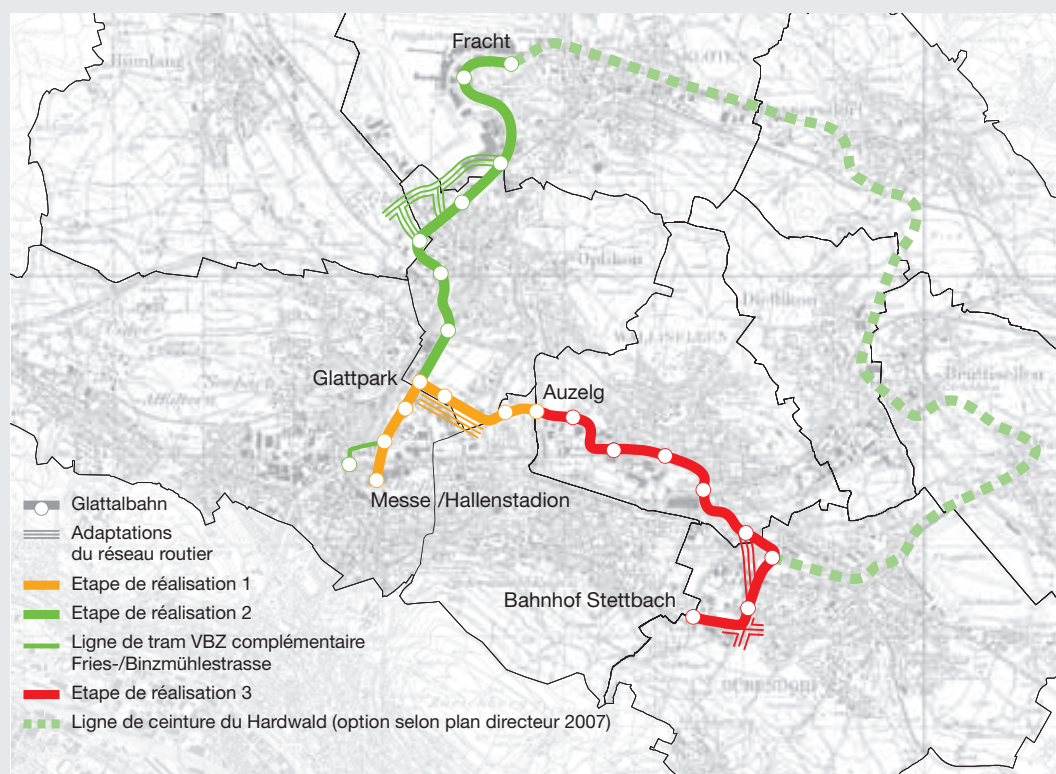 Fracht
Rümlang
Opfikon
Glattpark
Auzelg
Messe /Hallenstadion
Bahnhof Stettbach
Glattalbahn
Adaptations
du réseau routier
Etape de réalisation 1
Etape de réalisation 2
Ligne de tram VBZ complémentaire
Fries-/Binzmühlestrasse
Etape de réalisation 3
Ligne de ceinture du Hardwald (option selon plan directeur 2007)